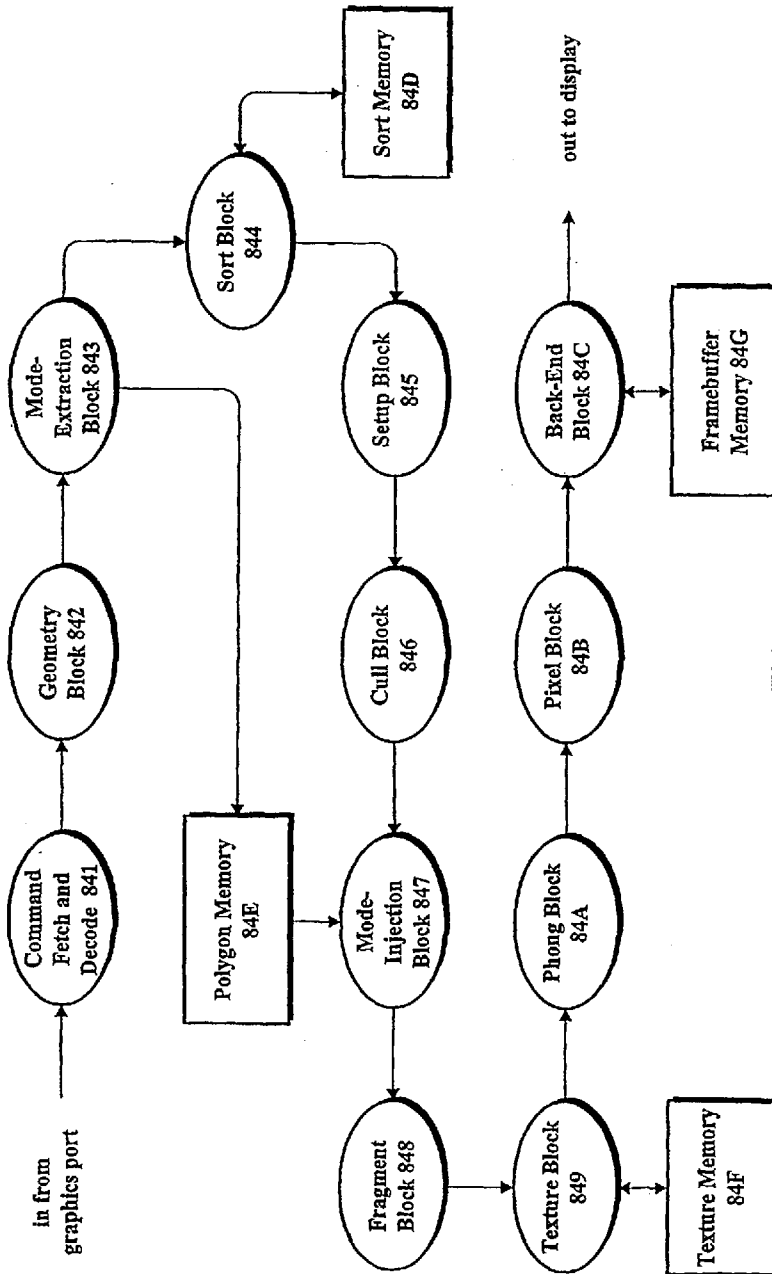 in from
graphics port
Command
Fetch and
Decode 841
Geometry
Block 842
Mode-
Extraction
Block 843
Sort Block
844
Sort Memory
84D
Polygon Memory
84E
Setup Block
845
Cull Block
846
Mode-
Injection
Block 847
Fragment
Block 848
Texture Block
849
Texture Memory
84F
Phong Block
84A
Pixel Block
84B
Back-End
Block 84C
Framebuffer
Memory 84G
out to display